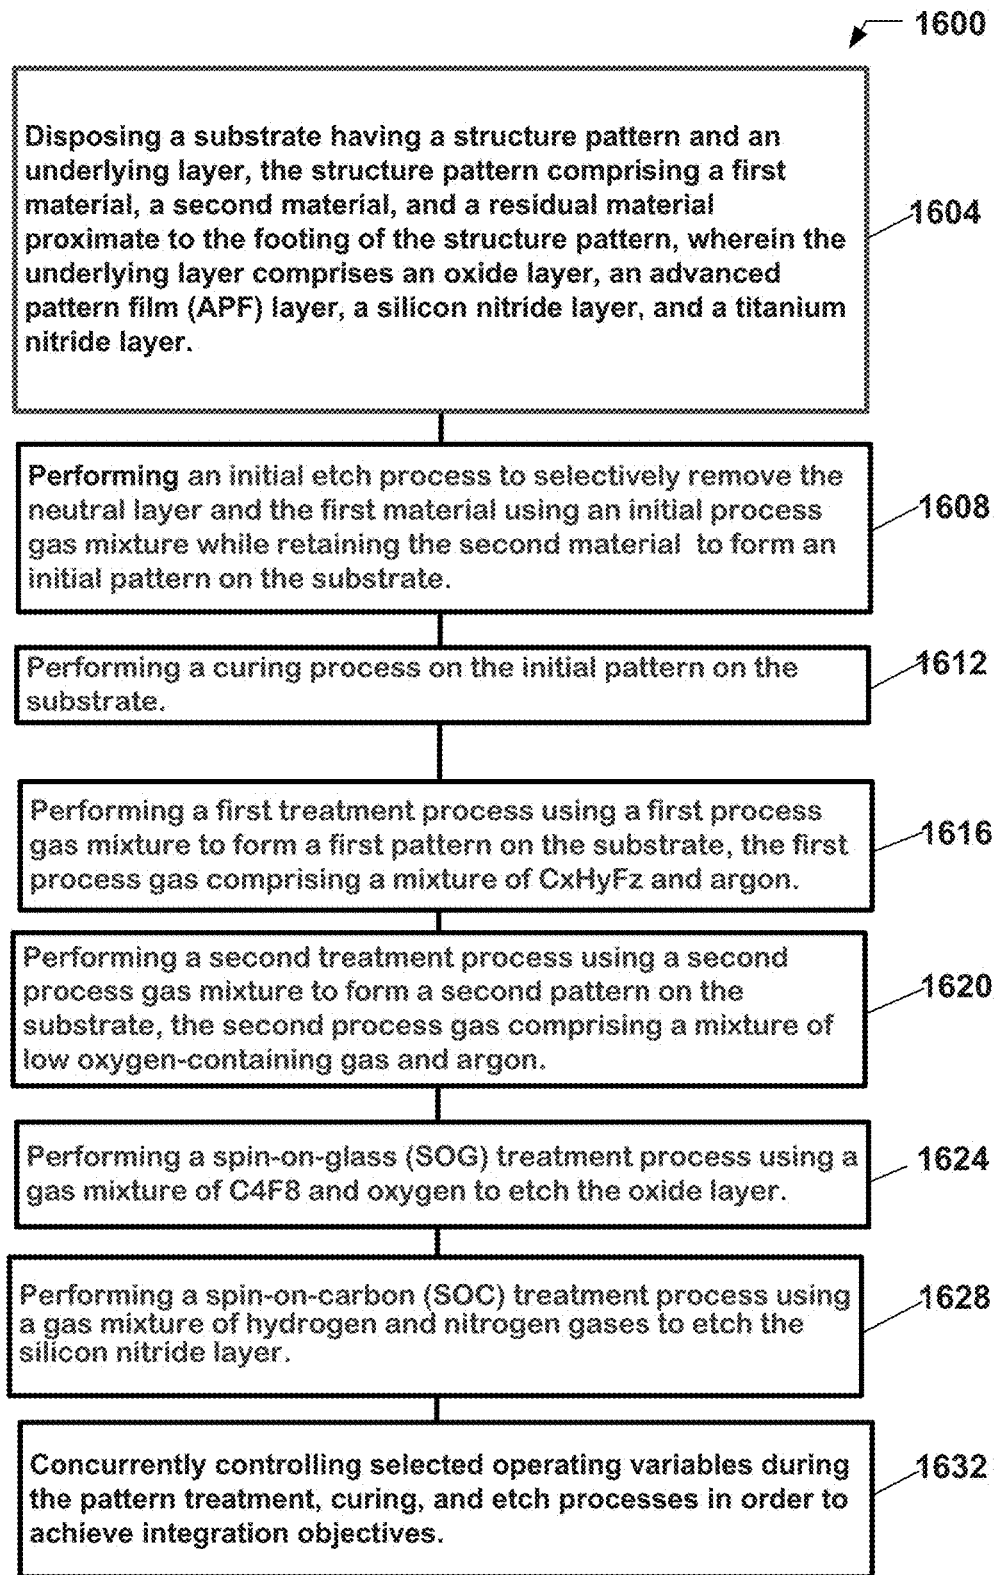 1600
Disposing a substrate having a structure pattern and an
underlying layer, the structure pattern comprising a first
material, a second material, and a residual material
proximate to the footing of the structure pattern, wherein the
underlying layer comprises an oxide layer, an advanced
pattern film (APF) layer, a silicon nitride layer, and a titanium
nitride layer.
1604
Performing an initial etch process to selectively remove the
neutral layer and the first material using an initial process
gas mixture while retaining the second material to form an
initial pattern on the substrate.
1608
Performing a curing process on the initial pattern on the
substrate.
1612
Performing a first treatment process using a first process
gas mixture to form a first pattern on the substrate, the first
process gas comprising a mixture of CxHyFz and argon.
1616
Performing a second treatment process using a second
process gas mixture to form a second pattern on the
substrate, the second process gas comprising a mixture of
low oxygen-containing gas and argon.
1620
Performing a spin-on-glass (SOG) treatment process using a
gas mixture of C4F8 and oxygen to etch the oxide layer.
1624
Performing a spin-on-carbon (SOC) treatment process using
a gas mixture of hydrogen and nitrogen gases to etch the
silicon nitride layer.
1628
Concurrently controlling selected operating variables during
the pattern treatment, curing, and etch processes in order to
achieve integration objectives.
1632